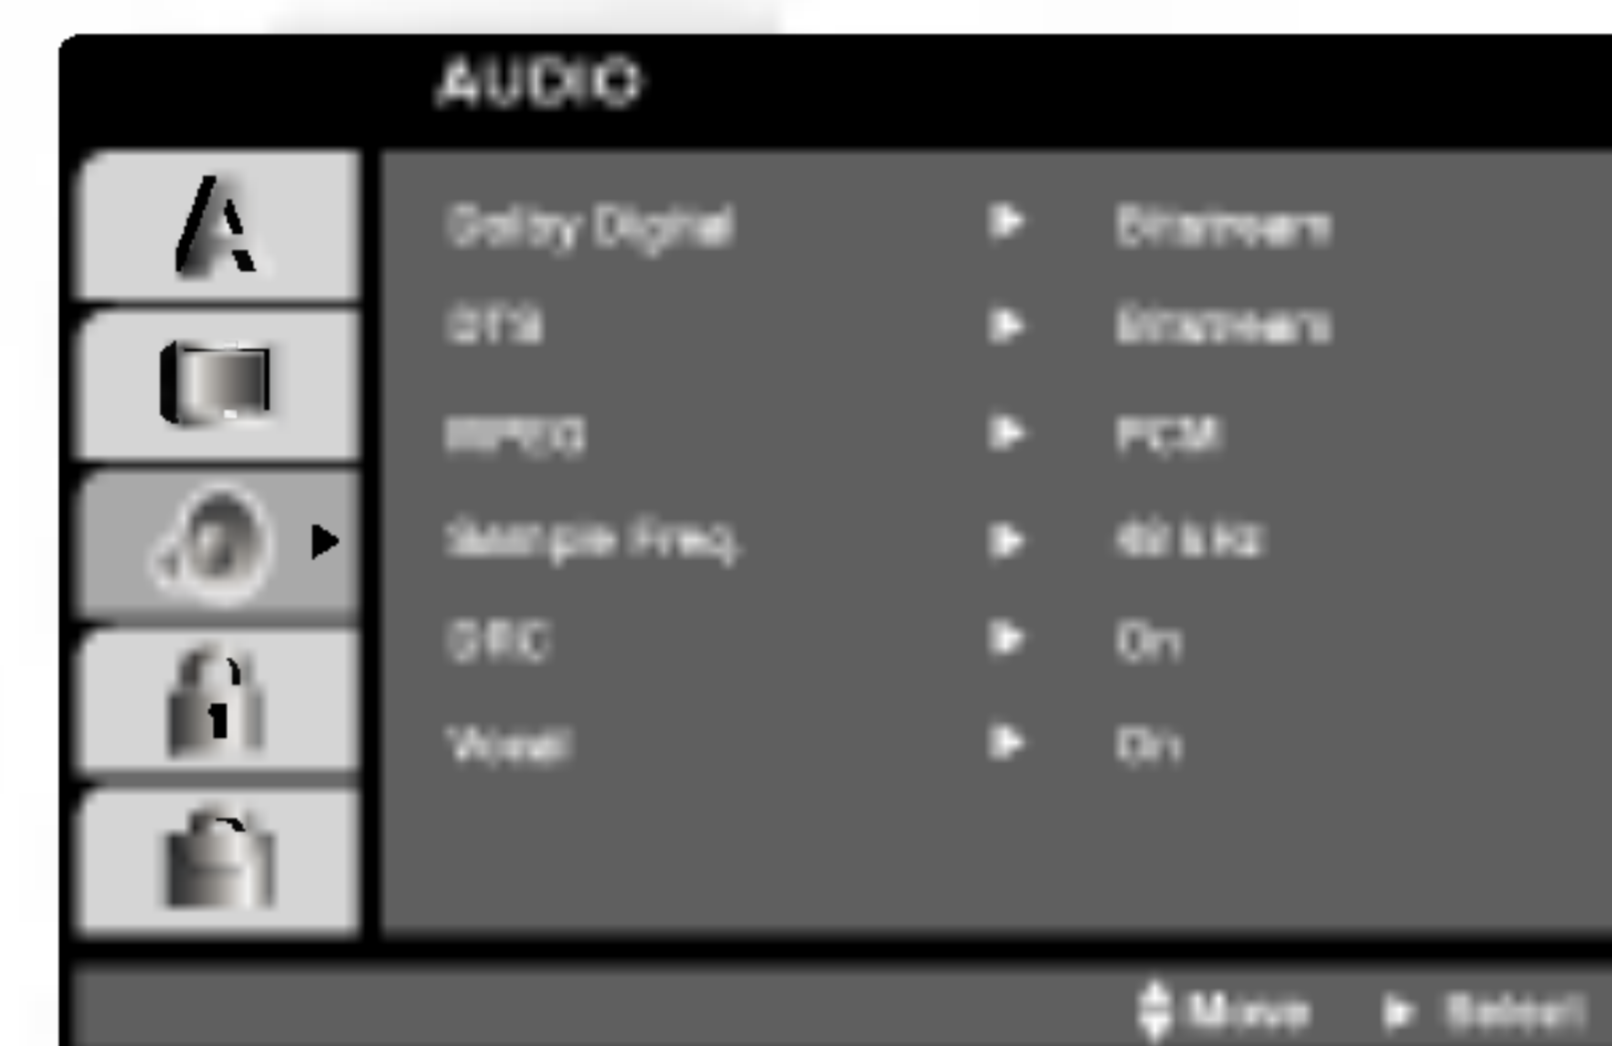 AUDIO
Dolby Digital Bitstream
DTS Bitstream
MPEG PCM
Sample Freq. 48 kHz
DRC On
Vocal On
Move Select